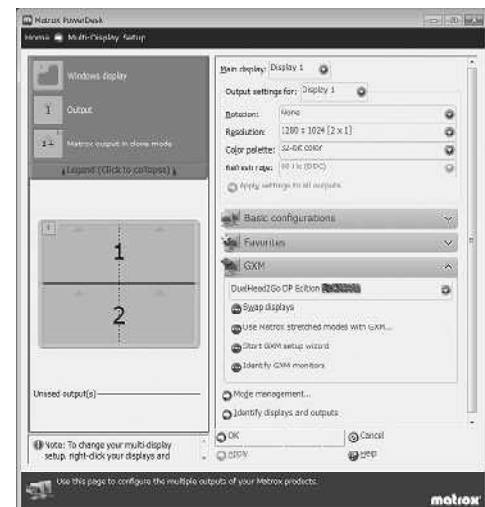 Matrox PowerDesk
Home Multi-Display Setup
Windows display
1 Output
Matrox output in clone mode
Legend (Click to collapse)
1
1
2
Unused output(s)
Note: To change your multi-display
setup, right-click your displays and
Main display: Display 1
Output settings for: Display 1
Rotation: None
Resolution: 1280 x 1024 [2 x 1]
Color palette: 32-bit color
Refresh rate:
Apply settings to all outputs
Basic configurations
Favorites
GXM
DualHead2Go DP Edition
Swap displays
Use Matrox stretched modes with GXM...
Start GXM setup wizard
Identify GXM monitors
Mode management...
Identify displays and outputs
OK
Cancel
Apply
Help
Use this page to configure the multiple outputs of your Matrox products.
matrox